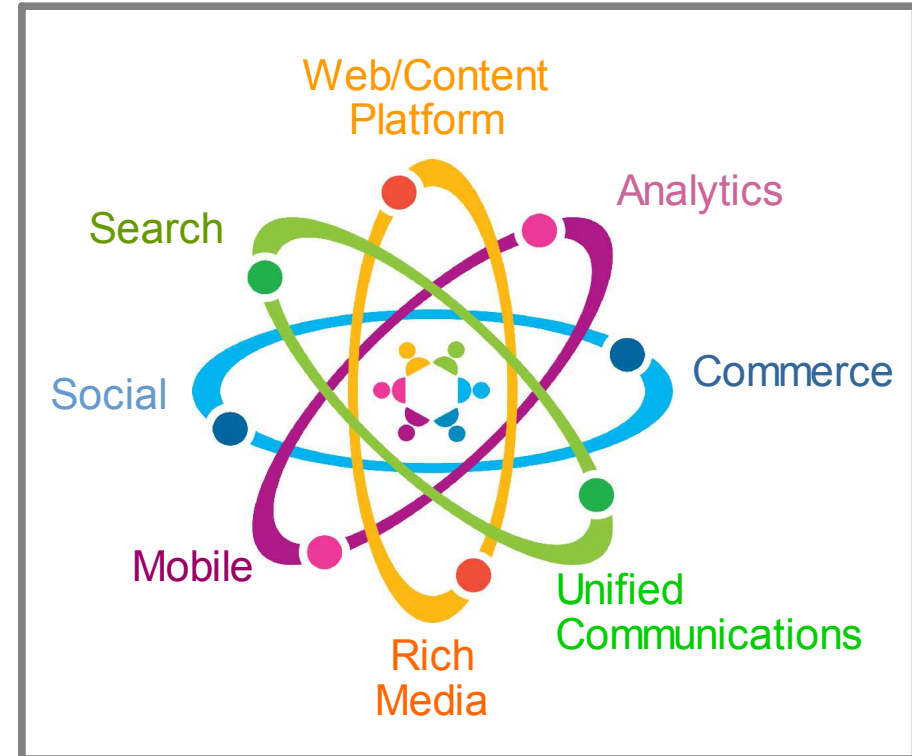 Web/Content
Platform
Analytics
Search
Commerce
Social
Mobile
Unified
Communications
Rich
Media